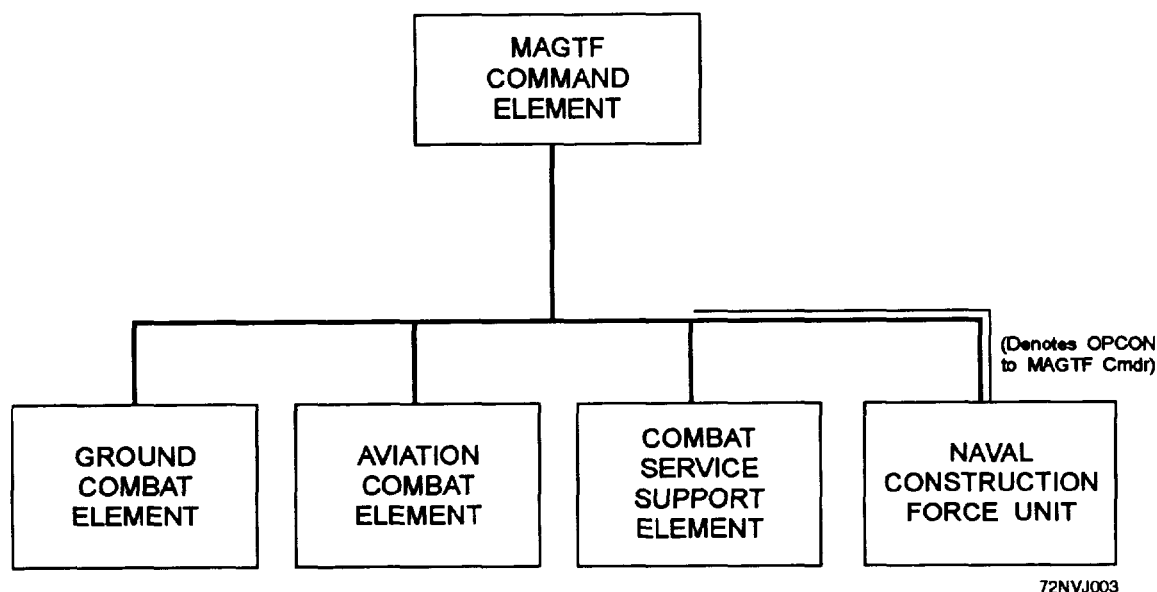 MAGTF
COMMAND
ELEMENT
(Denotes OPCON
to MAGTF Cmdr)
GROUND
COMBAT
ELEMENT
AVIATION
COMBAT
ELEMENT
COMBAT
SERVICE
SUPPORT
ELEMENT
NAVAL
CONSTRUCTION
FORCE UNIT
72NVJ003